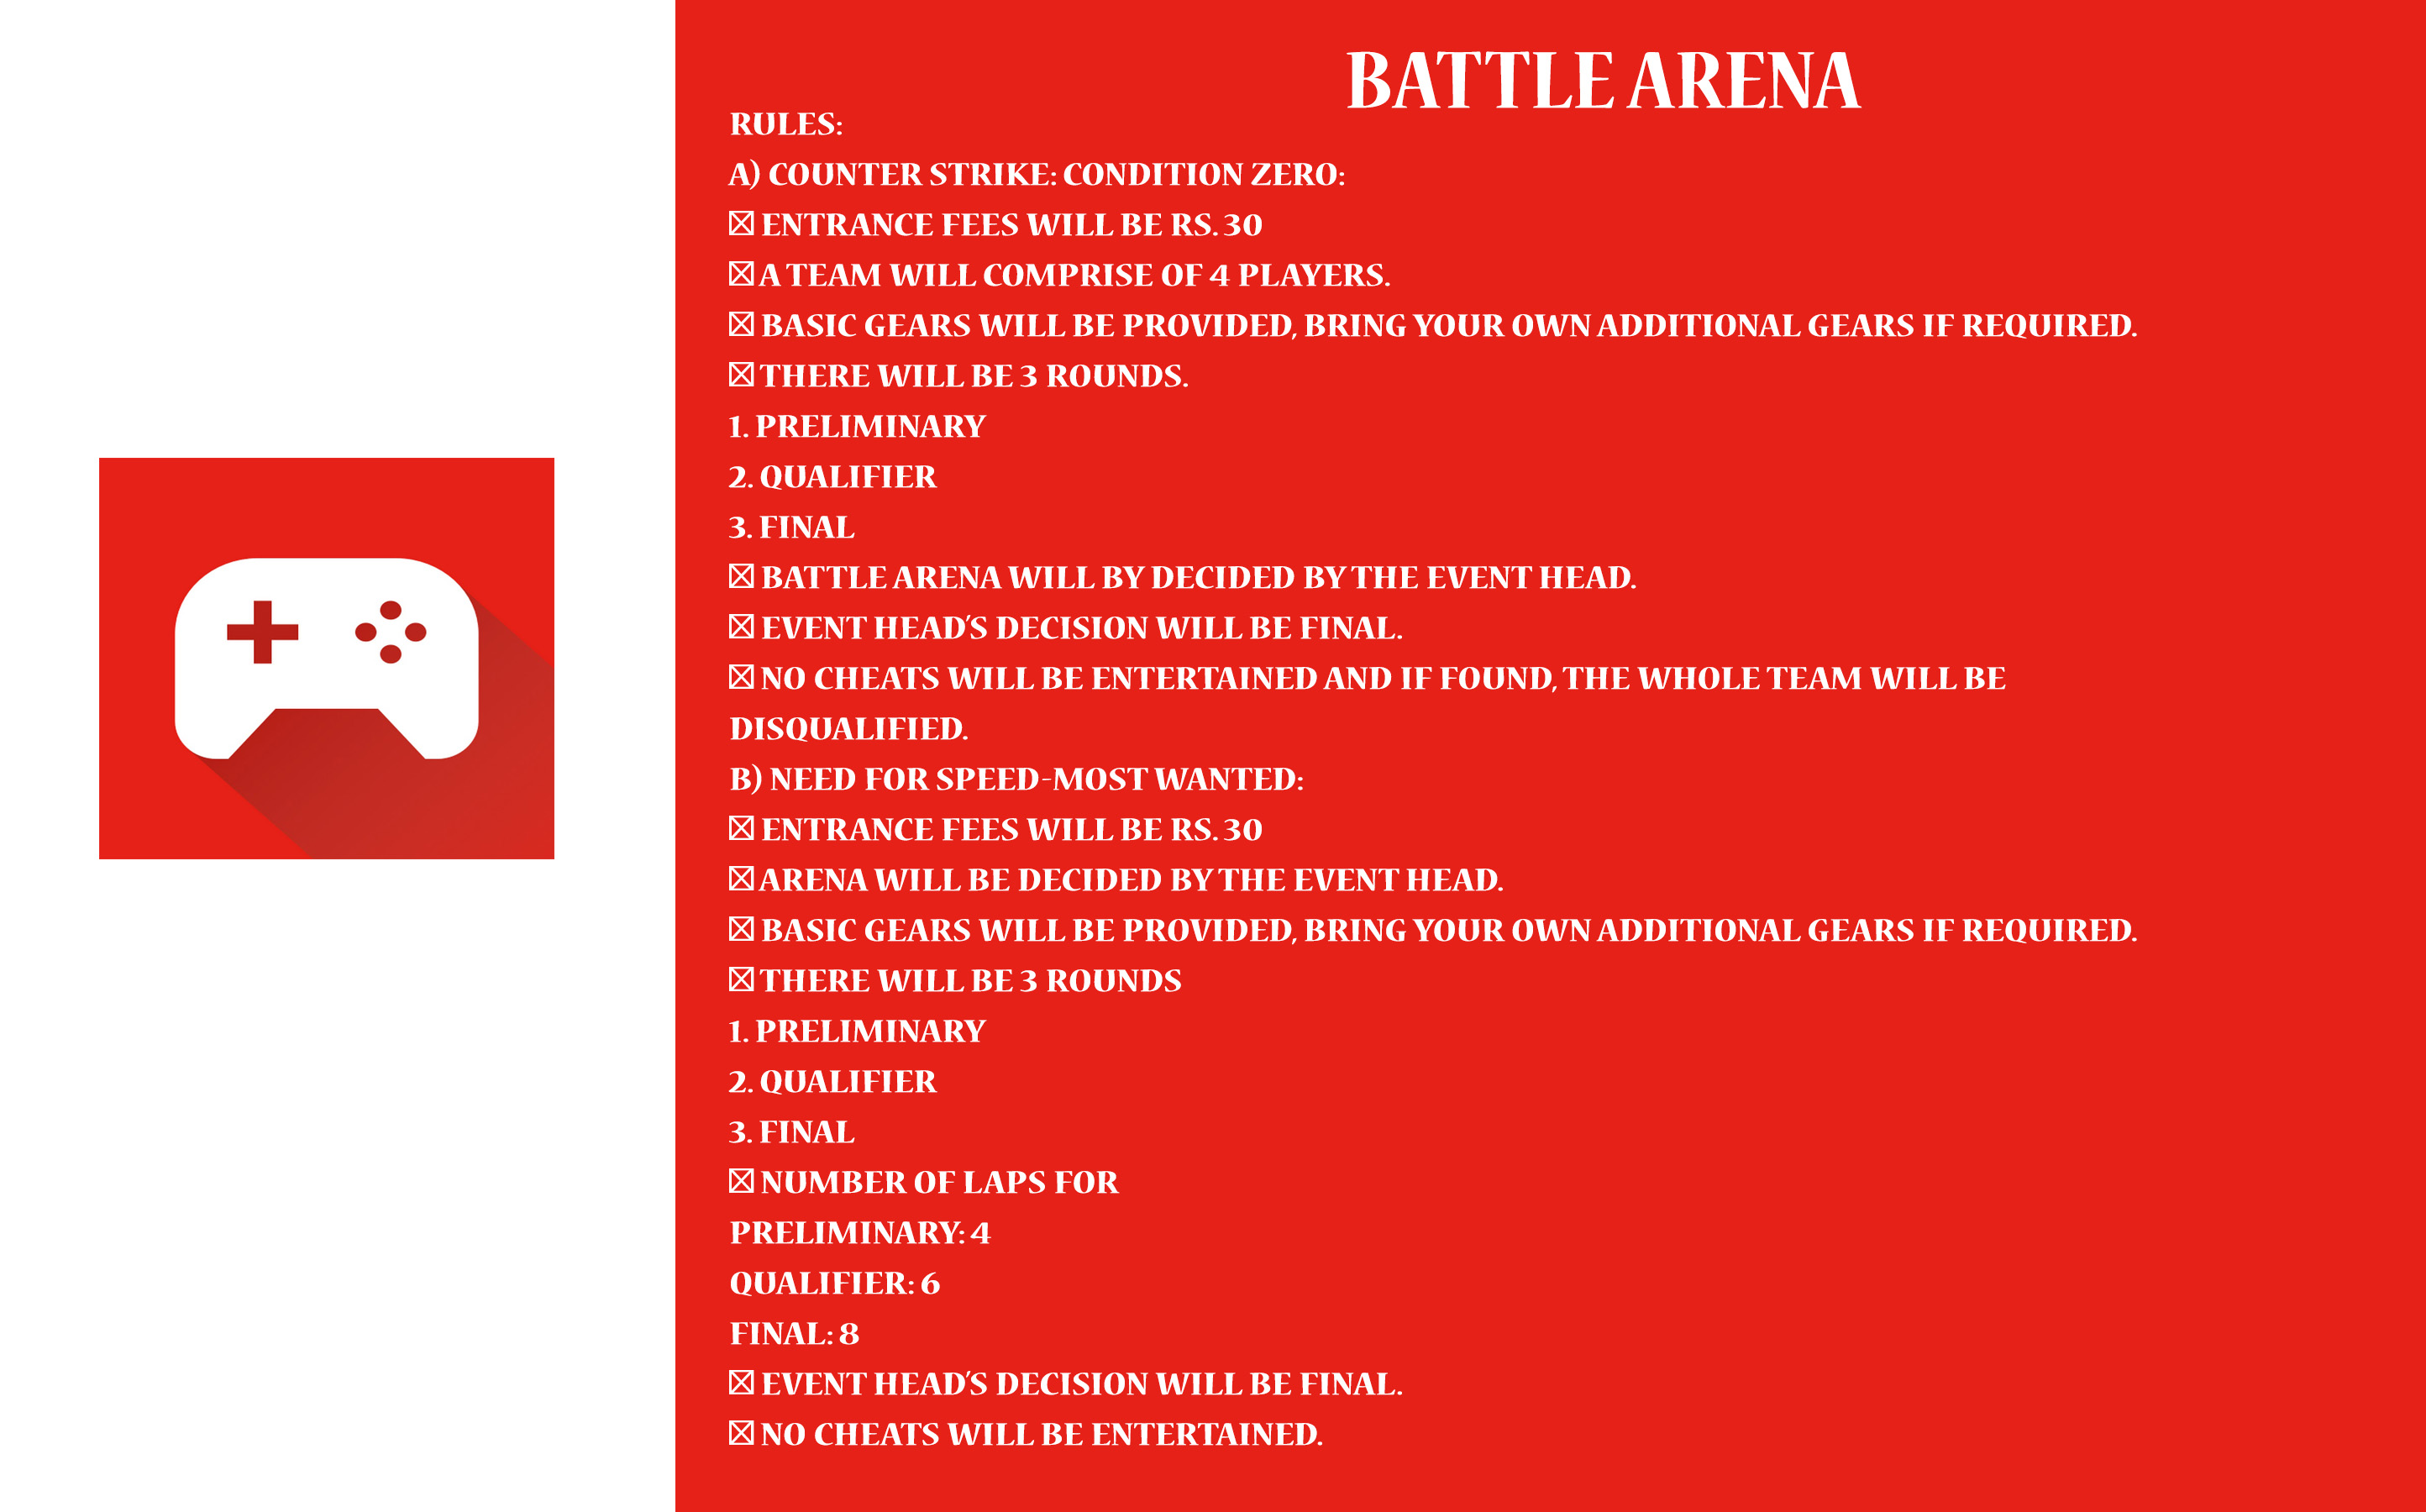 BATTLE ARENA
RULES:
A) COUNTER STRIKE: CONDITION ZERO:
☒ ENTRANCE FEES WILL BE RS. 30
☒ A TEAM WILL COMPRISE OF 4 PLAYERS.
☒ BASIC GEARS WILL BE PROVIDED, BRING YOUR OWN ADDITIONAL GEARS IF REQUIRED.
☒ THERE WILL BE 3 ROUNDS.
1. PRELIMINARY
2. QUALIFIER
3. FINAL
☒ BATTLE ARENA WILL BY DECIDED BY THE EVENT HEAD.
☒ EVENT HEAD’S DECISION WILL BE FINAL.
☒ NO CHEATS WILL BE ENTERTAINED AND IF FOUND, THE WHOLE TEAM WILL BE
DISQUALIFIED.
B) NEED FOR SPEED-MOST WANTED:
☒ ENTRANCE FEES WILL BE RS. 30
☒ ARENA WILL BE DECIDED BY THE EVENT HEAD.
☒ BASIC GEARS WILL BE PROVIDED, BRING YOUR OWN ADDITIONAL GEARS IF REQUIRED.
☒ THERE WILL BE 3 ROUNDS
1. PRELIMINARY
2. QUALIFIER
3. FINAL
☒ NUMBER OF LAPS FOR
PRELIMINARY: 4
QUALIFIER: 6
FINAL: 8
☒ EVENT HEAD’S DECISION WILL BE FINAL.
☒ NO CHEATS WILL BE ENTERTAINED.